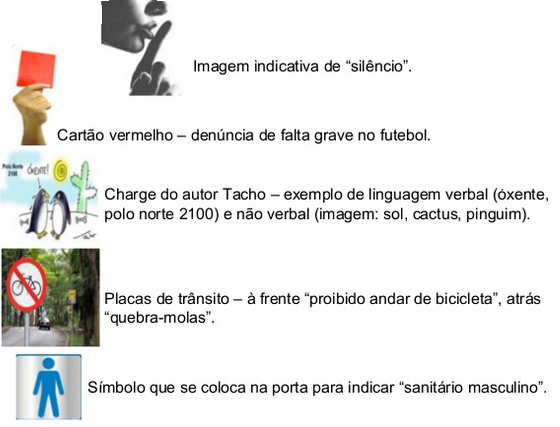 Imagem indicativa de “silêncio”.
Cartão vermelho – denúncia de falta grave no futebol.
Polo Norte
2100
ÓXENTE!
Charge do autor Tacho – exemplo de linguagem verbal (óxente,
polo norte 2100) e não verbal (imagem: sol, cactus, pinguim).
Placas de trânsito – à frente “proibido andar de bicicleta”, atrás
“quebra-molas”.
Símbolo que se coloca na porta para indicar “sanitário masculino”.